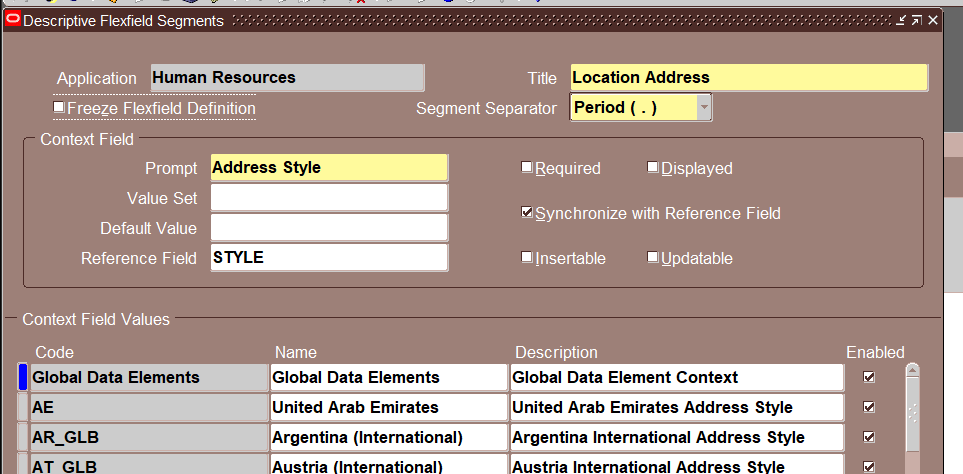 Descriptive Flexfield Segments
Application Human Resources Title Location Address
Freeze Flexfield Definition Segment Separator Period ( . )
Context Field
Prompt Address Style Required Displayed
Value Set
Synchronize with Reference Field
Default Value
Reference Field STYLE Insertable Updatable
Context Field Values
Code Name Description Enabled
Global Data Elements Global Data Elements Global Data Element Context
AE United Arab Emirates United Arab Emirates Address Style
AR_GLB Argentina (International) Argentina International Address Style
AT_GLB Austria (International) Austria International Address Style